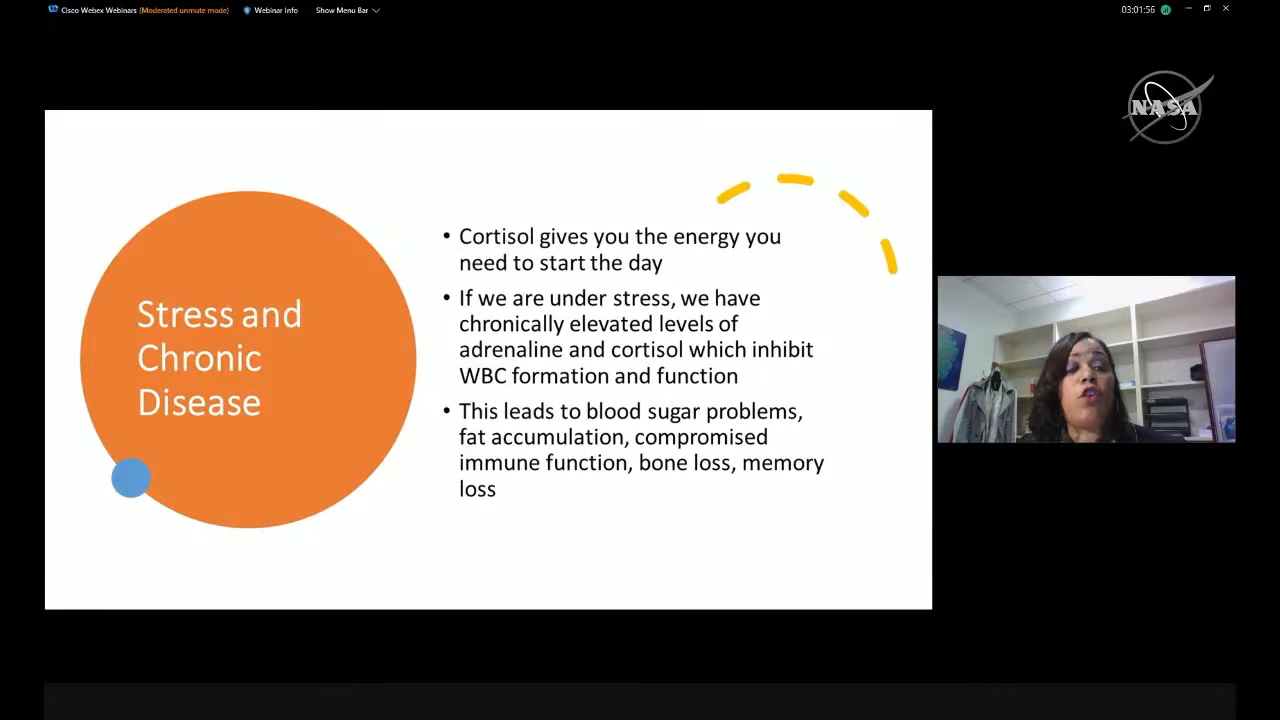 Cisco Webex Webinars (Moderated unmute mode) Webinar Info Show Menu Bar 03:01:56
NASA
Stress and
Chronic
Disease
• Cortisol gives you the energy you
need to start the day
• If we are under stress, we have
chronically elevated levels of
adrenaline and cortisol which inhibit
WBC formation and function
• This leads to blood sugar problems,
fat accumulation, compromised
immune function, bone loss, memory
loss